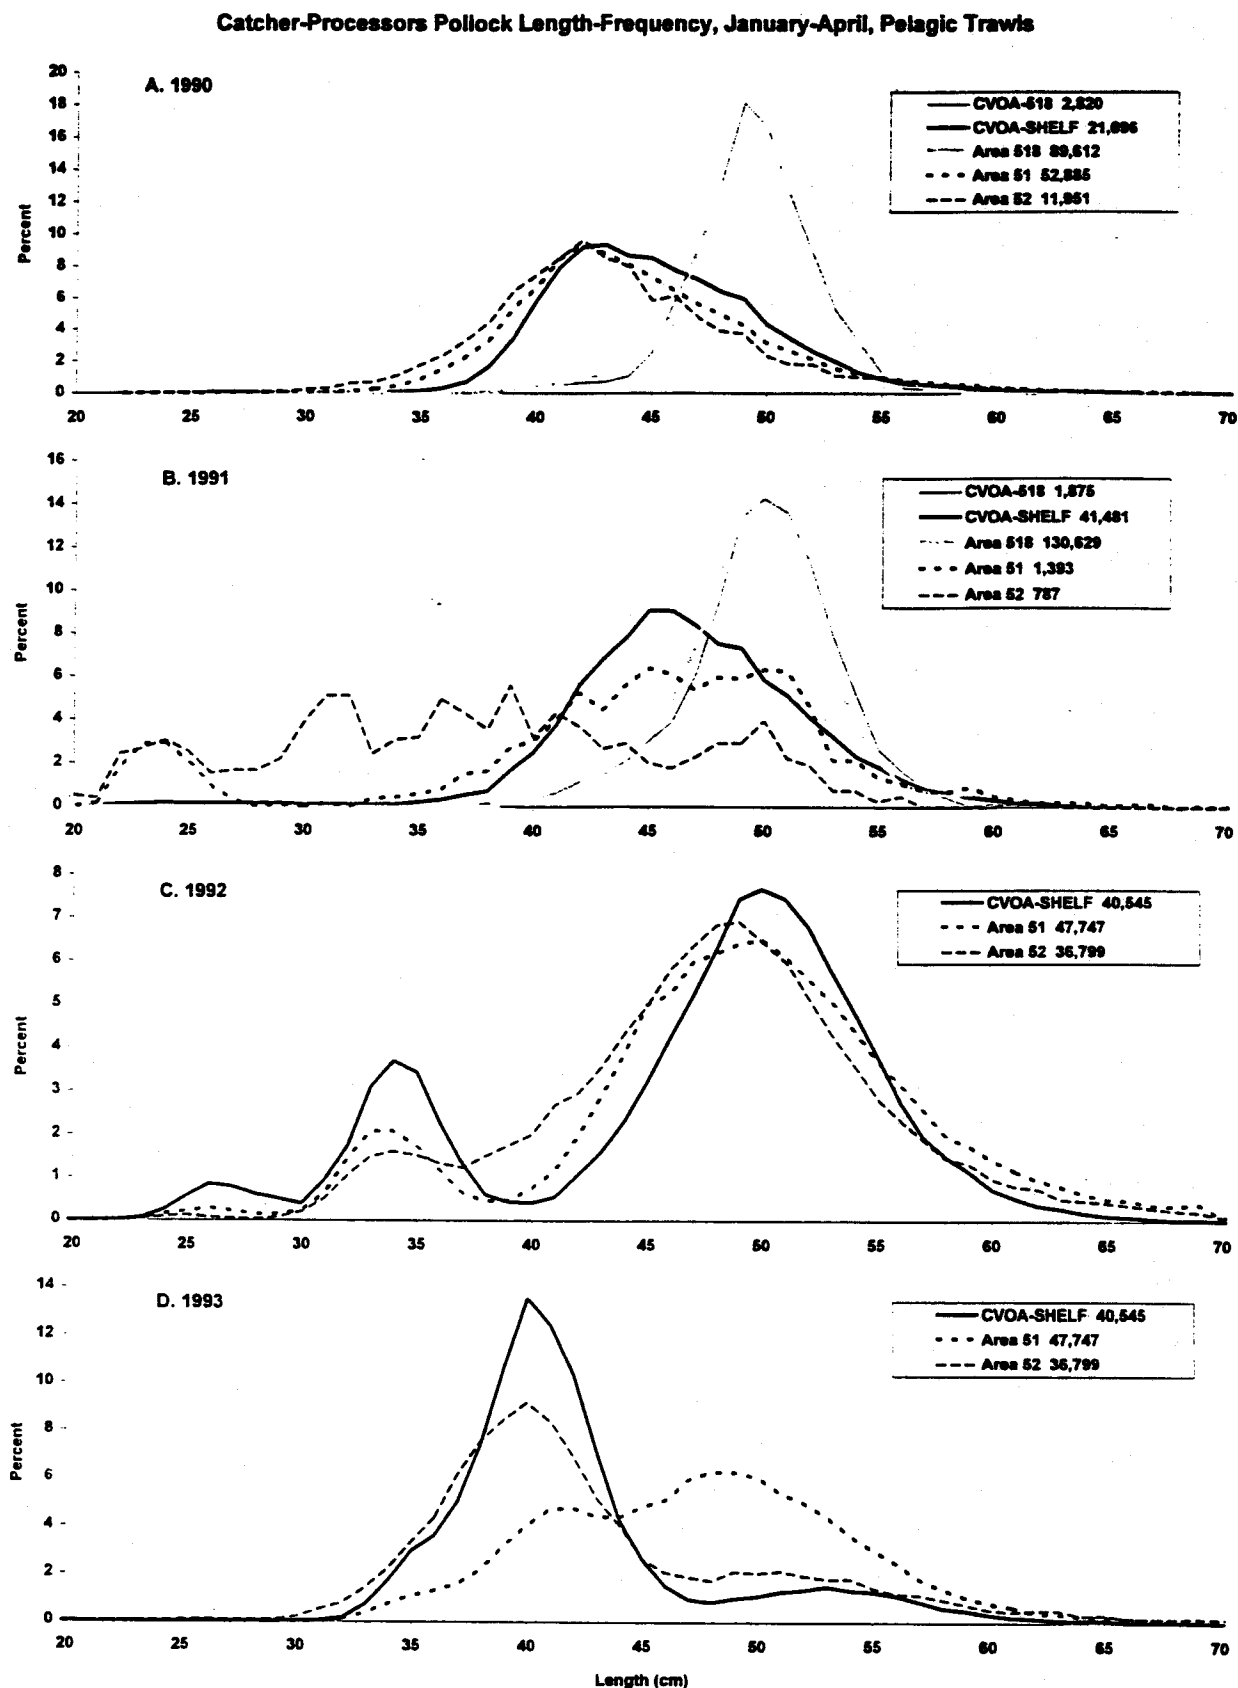 Catcher-Processors Pollock Length-Frequency, January-April, Pelagic Trawls
A. 1990
Percent
20
18
16
14
12
10
8
6
4
2
0
20 25 30 35 40 45 50 55 60 65 70
CVOA-518 2,820
CVOA-SHELF 21,696
Area 518 89,612
Area 51 52,885
Area 52 11,951
B. 1991
Percent
16
14
12
10
8
6
4
2
0
20 25 30 35 40 45 50 55 60 65 70
CVOA-518 1,875
CVOA-SHELF 41,481
Area 518 130,629
Area 51 1,393
Area 52 787
C. 1992
Percent
8
7
6
5
4
3
2
1
0
20 25 30 35 40 45 50 55 60 65 70
CVOA-SHELF 40,545
Area 51 47,747
Area 52 36,799
D. 1993
Percent
14
12
10
8
6
4
2
0
20 25 30 35 40 45 50 55 60 65 70
CVOA-SHELF 40,545
Area 51 47,747
Area 52 36,799
Length (cm)